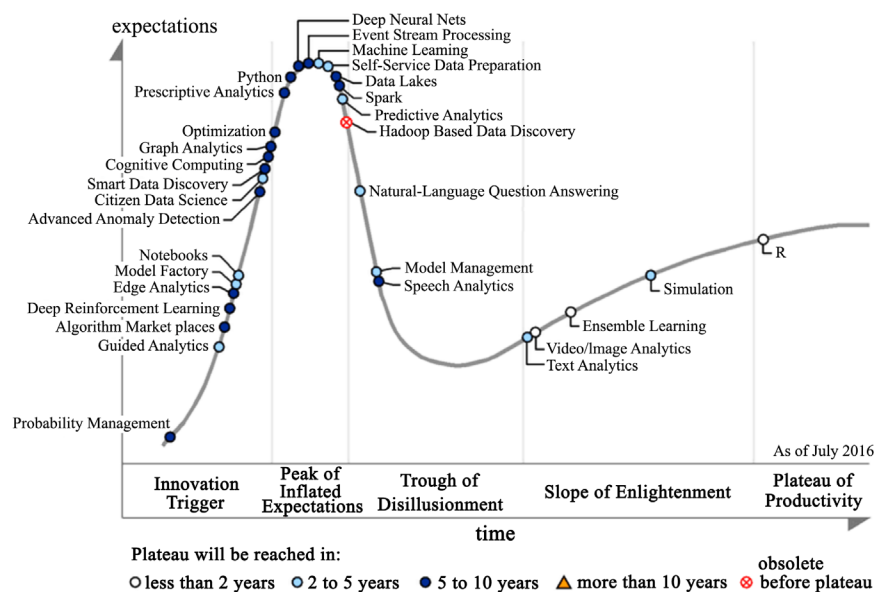 expectations
Deep Neural Nets
Event Stream Processing
Machine Learning
Self-Service Data Preparation
Python
Data Lakes
Prescriptive Analytics
Spark
Predictive Analytics
Hadoop Based Data Discovery
Optimization
Graph Analytics
Cognitive Computing
Smart Data Discovery
Natural-Language Question Answering
Citizen Data Science
Advanced Anomaly Detection
Notebooks
Model Factory
Edge Analytics
Deep Reinforcement Learning
Algorithm Market places
Guided Analytics
Probability Management
Model Management
Speech Analytics
R
Simulation
Ensemble Learning
Video/Image Analytics
Text Analytics
As of July 2016
Innovation
Trigger
Peak of
Inflated
Expectations
Trough of
Disillusionment
Slope of Enlightenment
Plateau of
Productivity
time
Plateau will be reached in:
less than 2 years
2 to 5 years
5 to 10 years
more than 10 years
obsolete
before plateau